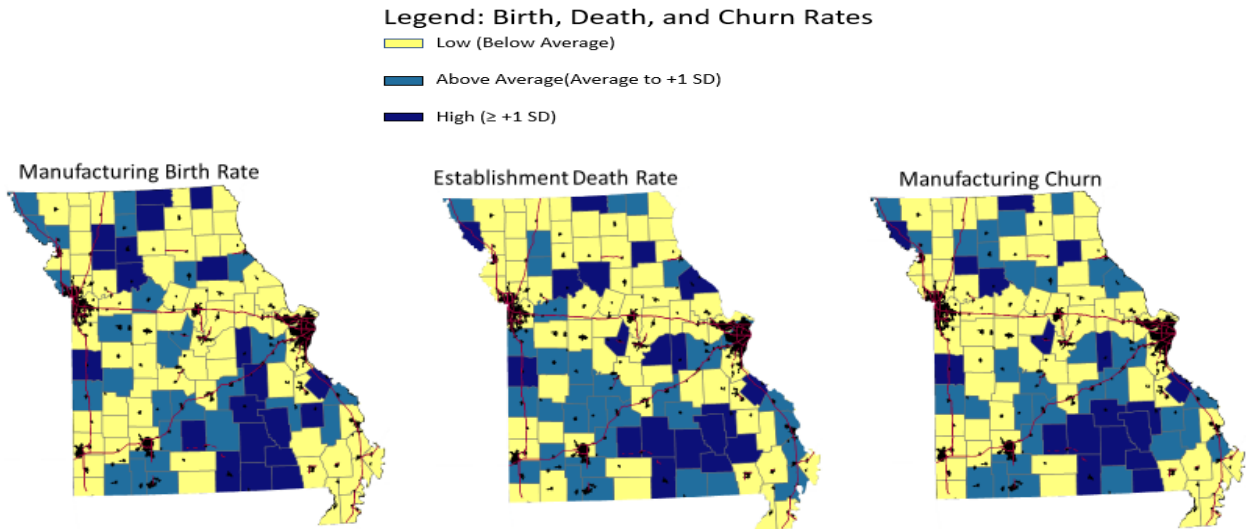 Legend: Birth, Death, and Churn Rates
Low (Below Average)
Above Average(Average to +1 SD)
High (≥ +1 SD)
Manufacturing Birth Rate
Establishment Death Rate
Manufacturing Churn